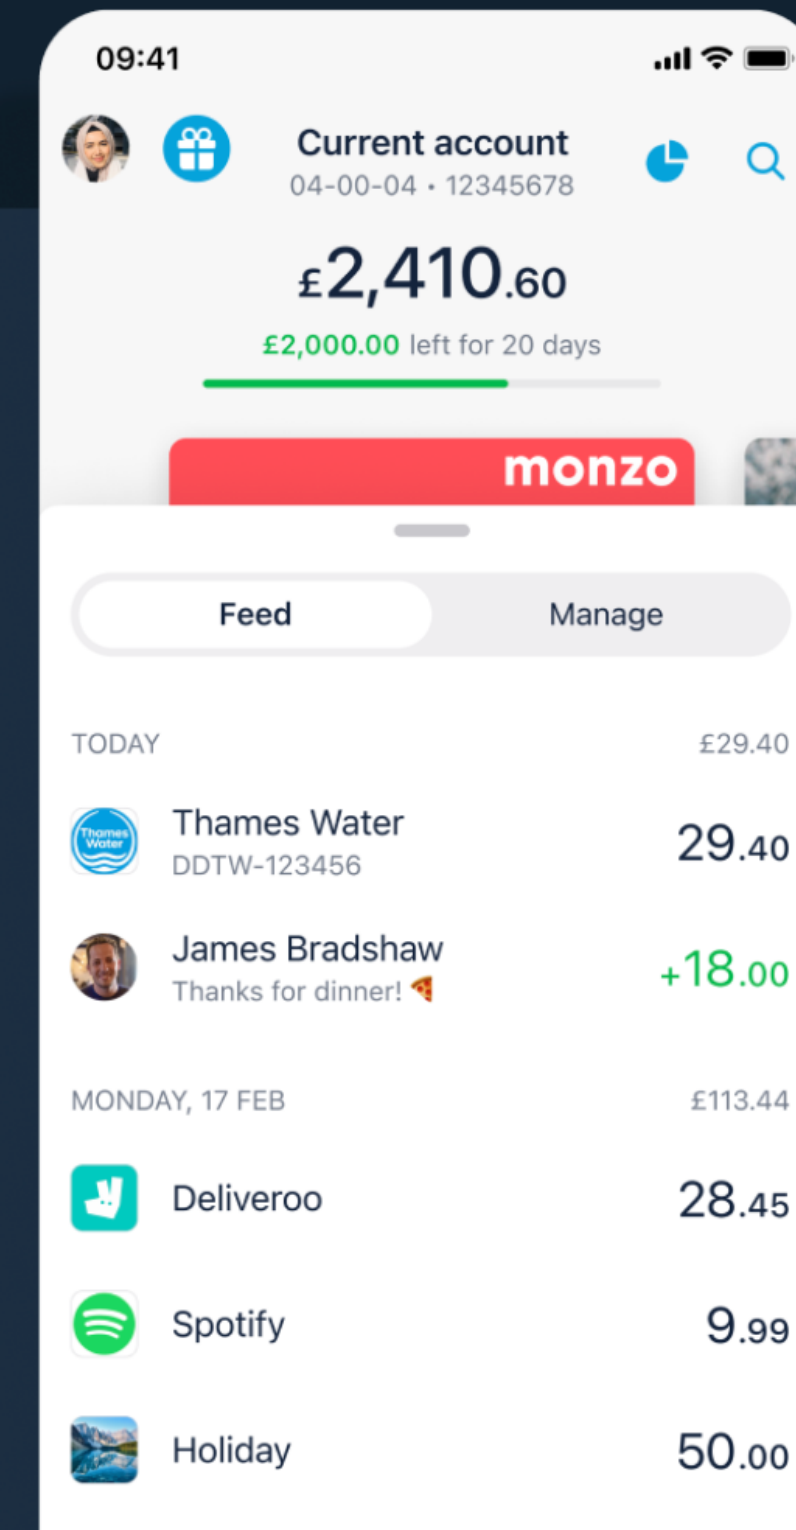 09:41
Current account
04-00-04 • 12345678
£2,410.60
£2,000.00 left for 20 days
monzo
Feed
Manage
TODAY
£29.40
Thames Water
Thames Water
29.40
DDTW-123456
James Bradshaw
+18.00
Thanks for dinner! 🍕
MONDAY, 17 FEB
£113.44
Deliveroo
28.45
Spotify
9.99
Holiday
50.00